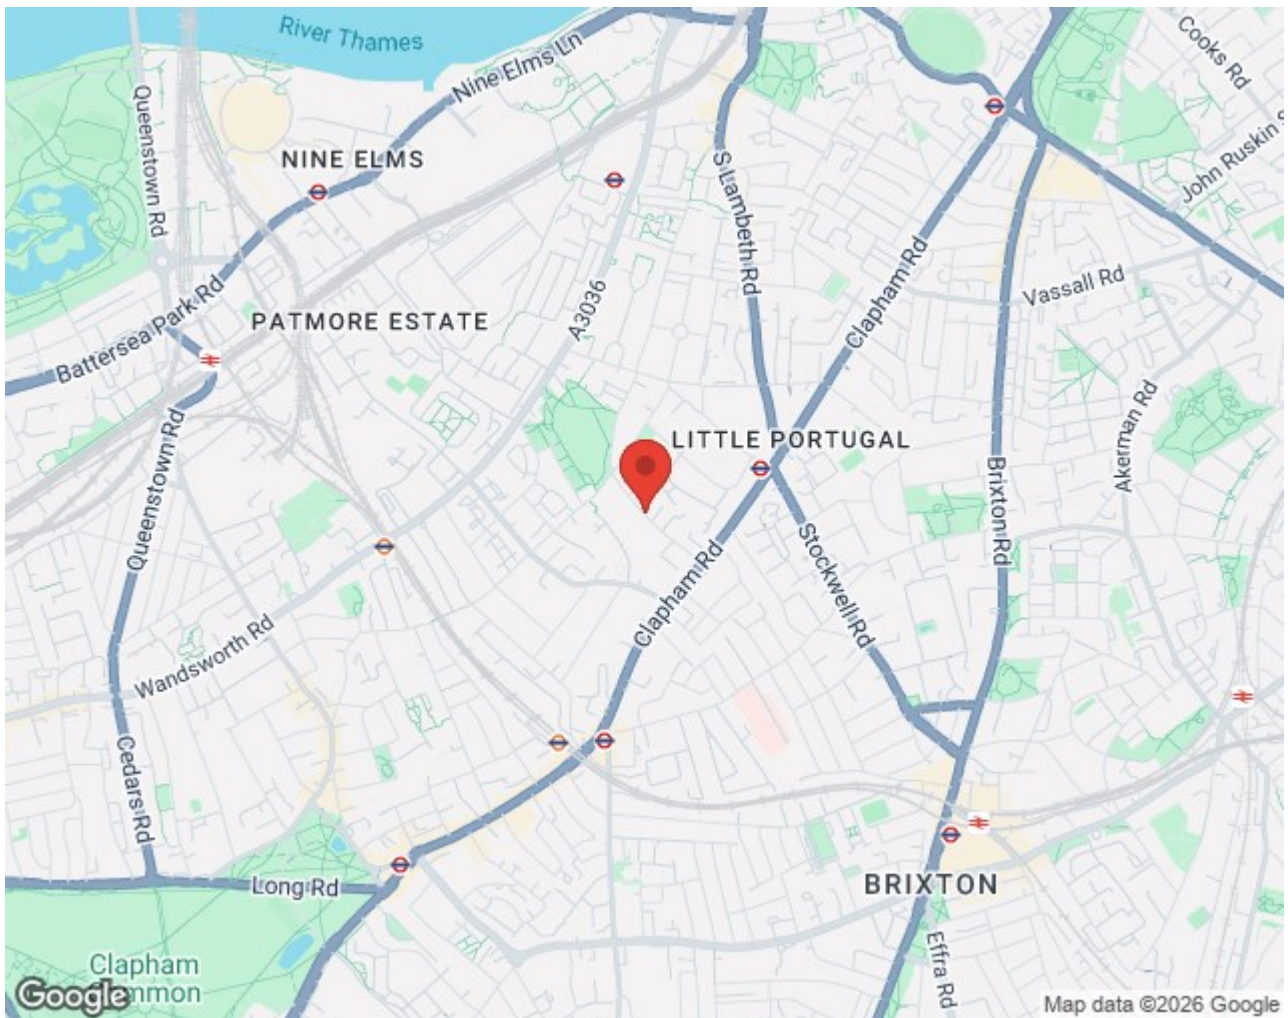 River Thames
Nine Elms Ln
Cooks Rd
Queenstown Rd
NINE ELMS
John Ruskin S
S Lambeth Rd
Clapham Rd
Vassall Rd
A3036
Battersea Park Rd
PATMORE ESTATE
Akerman Rd
Queenstown Rd
LITTLE PORTUGAL
Brixton Rd
Stockwell Rd
Clapham Rd
Wandsworth Rd
Cedars Rd
Long Rd
BRIXTON
Effra Rd
Clapham
Common
Google
Map data ©2026 Google